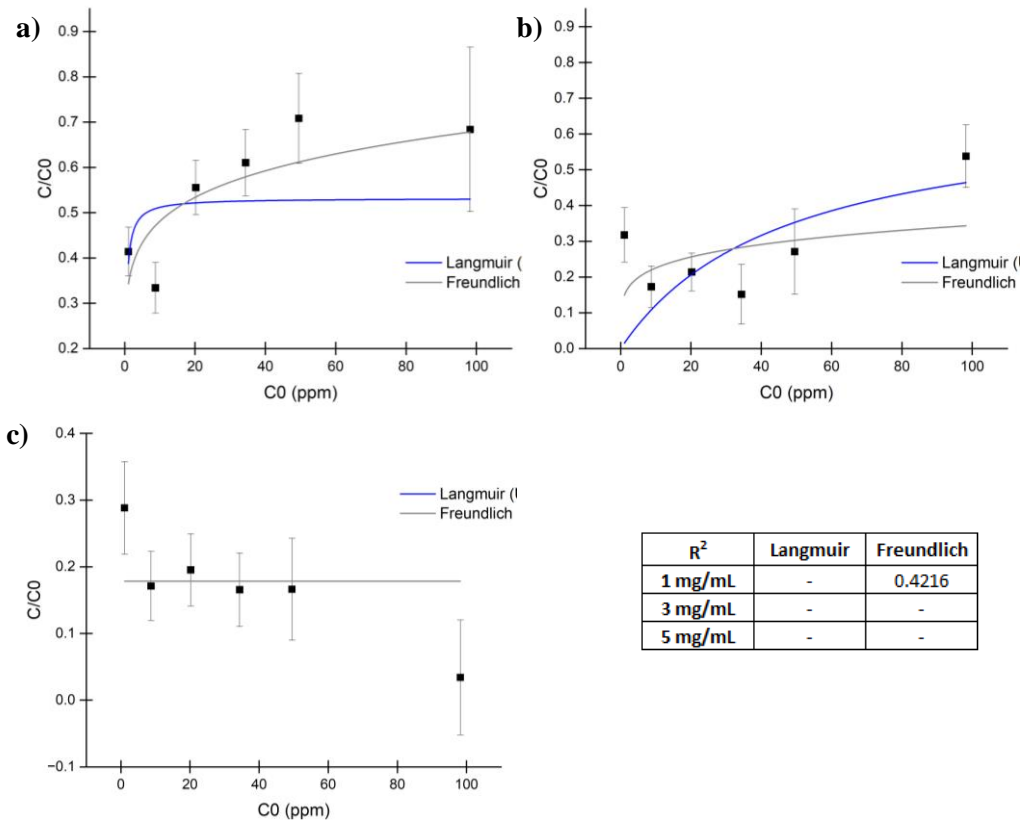 a)
0.9
0.8
0.7
0.6
0.5
0.4
0.3
0.2
C/C0
0 20 40 60 80 100
C0 (ppm)
Langmuir (
Freundlich
b)
0.9
0.8
0.7
0.6
0.5
0.4
0.3
0.2
0.1
0.0
C/C0
0 20 40 60 80 100
C0 (ppm)
Langmuir (U
Freundlich
c)
0.4
0.3
0.2
0.1
0.0
−0.1
C/C0
0 20 40 60 80 100
C0 (ppm)
Langmuir (U
Freundlich
R² Langmuir Freundlich
1 mg/mL - 0.4216
3 mg/mL - -
5 mg/mL - -